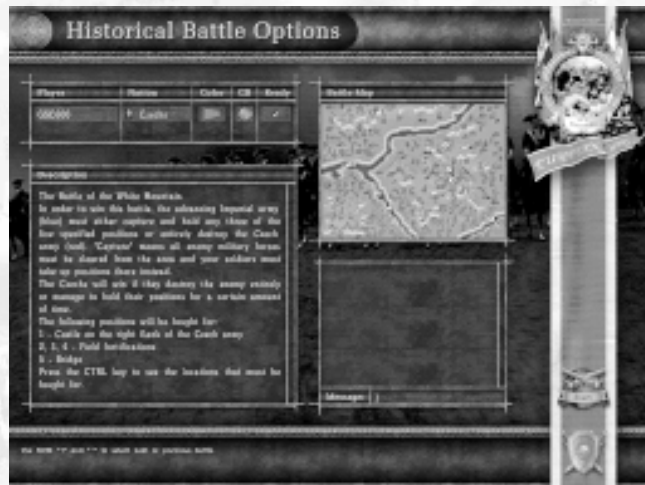 Historical Battle Options
Player Nation Color CD Ready
Czechs
Battle Map
Description
The Battle of the White Mountain.
In order to win this battle, the advancing Imperial army
(blue) must either capture and hold any three of the
five specified positions or entirely destroy the Czech
army (red). 'Capture' means all enemy military forces
must be cleared from the area and your soldiers must
take up positions there instead.
The Czechs will win if they destroy the enemy entirely
or manage to hold their positions for a certain amount
of time.
The following positions will be fought for:
1 - Castle on the right flank of the Czech army
2, 3, 4 - Field fortifications
5 - Bridge
Press the CTRL key to see the locations that must be
fought for.
Message: